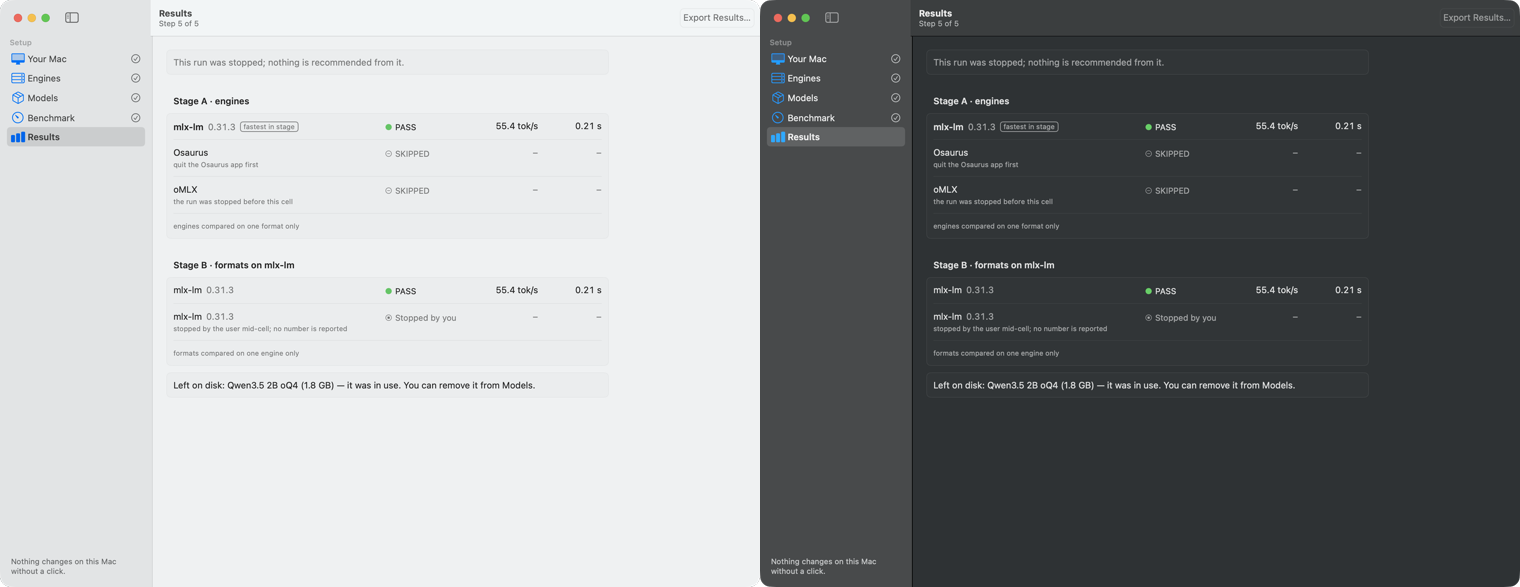 Results
Step 5 of 5
Export Results...
Setup
Your Mac
Engines
Models
Benchmark
Results
This run was stopped; nothing is recommended from it.
Stage A · engines
mlx-lm 0.31.3 fastest in stage PASS 55.4 tok/s 0.21 s
Osaurus SKIPPED – –
quit the Osaurus app first
oMLX SKIPPED – –
the run was stopped before this cell
engines compared on one format only
Stage B · formats on mlx-lm
mlx-lm 0.31.3 PASS 55.4 tok/s 0.21 s
mlx-lm 0.31.3 Stopped by you – –
stopped by the user mid-cell; no number is reported
formats compared on one engine only
Left on disk: Qwen3.5 2B oQ4 (1.8 GB) — it was in use. You can remove it from Models.
Nothing changes on this Mac
without a click.
Results
Step 5 of 5
Export Results...
Setup
Your Mac
Engines
Models
Benchmark
Results
This run was stopped; nothing is recommended from it.
Stage A · engines
mlx-lm 0.31.3 fastest in stage PASS 55.4 tok/s 0.21 s
Osaurus SKIPPED – –
quit the Osaurus app first
oMLX SKIPPED – –
the run was stopped before this cell
engines compared on one format only
Stage B · formats on mlx-lm
mlx-lm 0.31.3 PASS 55.4 tok/s 0.21 s
mlx-lm 0.31.3 Stopped by you – –
stopped by the user mid-cell; no number is reported
formats compared on one engine only
Left on disk: Qwen3.5 2B oQ4 (1.8 GB) — it was in use. You can remove it from Models.
Nothing changes on this Mac
without a click.